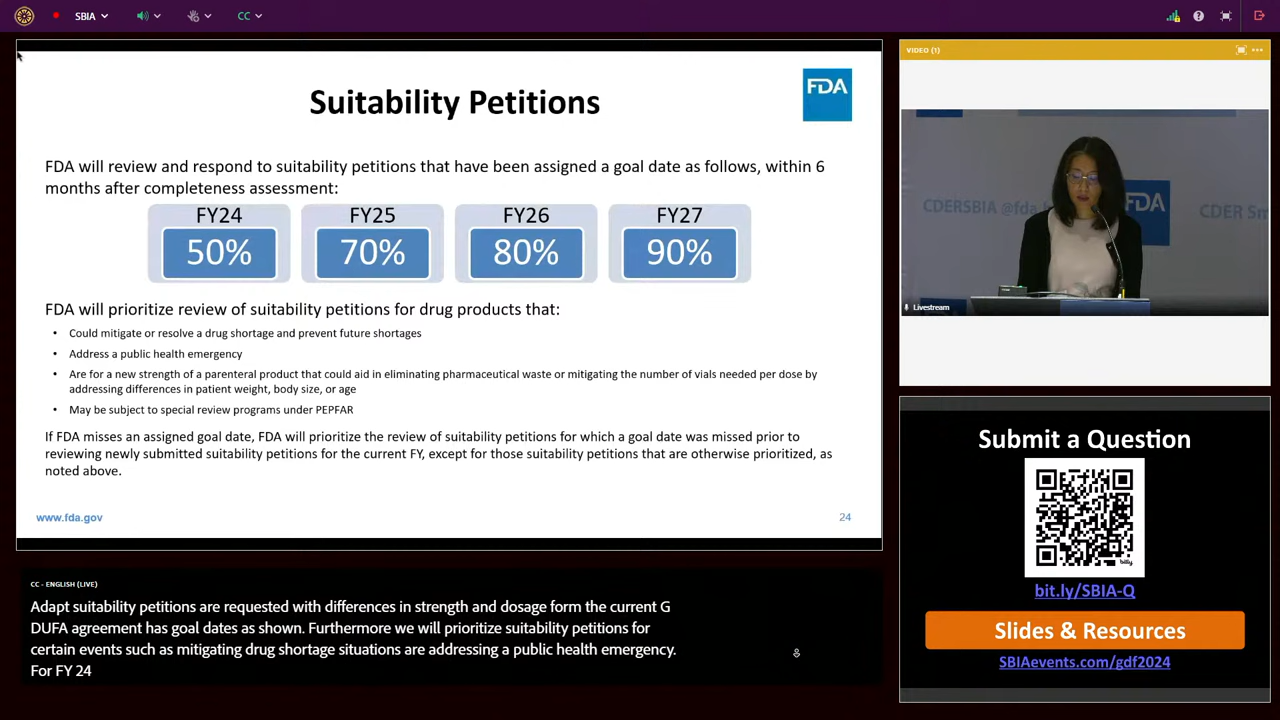 SBIA
CC
FDA
Suitability Petitions
FDA will review and respond to suitability petitions that have been assigned a goal date as follows, within 6
months after completeness assessment:
FY24
FY25
FY26
FY27
50%
70%
80%
90%
FDA will prioritize review of suitability petitions for drug products that:
• Could mitigate or resolve a drug shortage and prevent future shortages
• Address a public health emergency
• Are for a new strength of a parenteral product that could aid in eliminating pharmaceutical waste or mitigating the number of vials needed per dose by
addressing differences in patient weight, body size, or age
• May be subject to special review programs under PEPFAR
If FDA misses an assigned goal date, FDA will prioritize the review of suitability petitions for which a goal date was missed prior to
reviewing newly submitted suitability petitions for the current FY, except for those suitability petitions that are otherwise prioritized, as
noted above.
www.fda.gov
24
CC - ENGLISH (LIVE)
Adapt suitability petitions are requested with differences in strength and dosage form the current G
DUFA agreement has goal dates as shown. Furthermore we will prioritize suitability petitions for
certain events such as mitigating drug shortage situations are addressing a public health emergency.
For FY 24
VIDEO (1)
CDERSBIA @fda
FDA
CDER Sm
Livestream
Submit a Question
bitly
bit.ly/SBIA-Q
Slides & Resources
SBIAevents.com/gdf2024